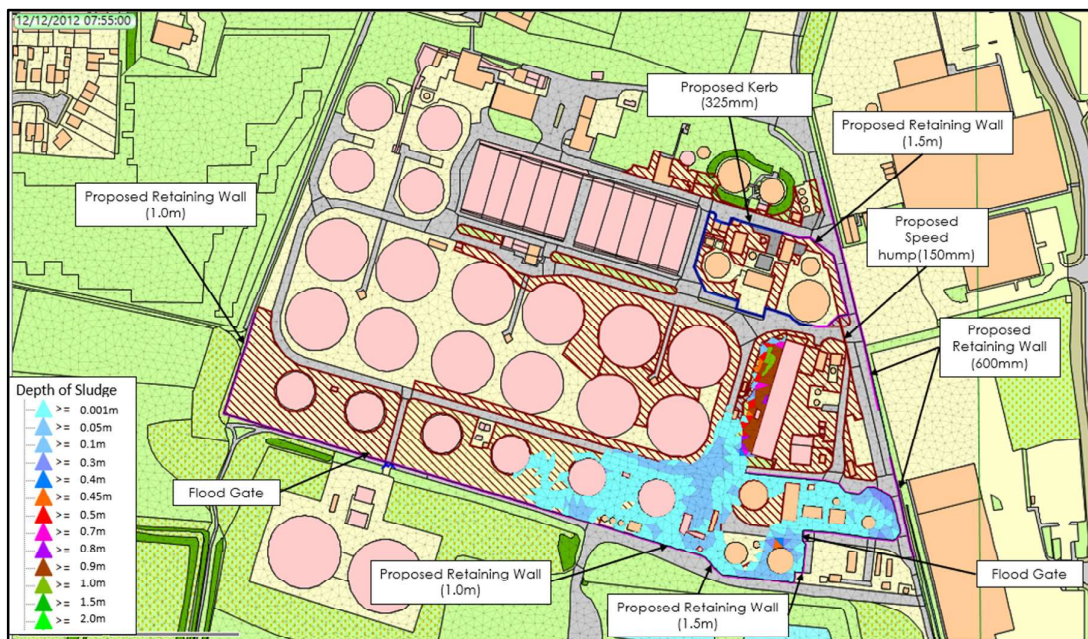 12/12/2012 07:55:00
Proposed Kerb
(325mm)
Proposed Retaining Wall
(1.5m)
Proposed Retaining Wall
(1.0m)
Proposed
Speed
hump(150mm)
Proposed
Retaining Wall
(600mm)
Depth of Sludge
>= 0.001m
>= 0.05m
>= 0.1m
>= 0.3m
>= 0.4m
>= 0.45m
>= 0.5m
>= 0.7m
>= 0.8m
>= 0.9m
>= 1.0m
>= 1.5m
>= 2.0m
Flood Gate
Proposed Retaining Wall
(1.0m)
Proposed Retaining Wall
(1.5m)
Flood Gate